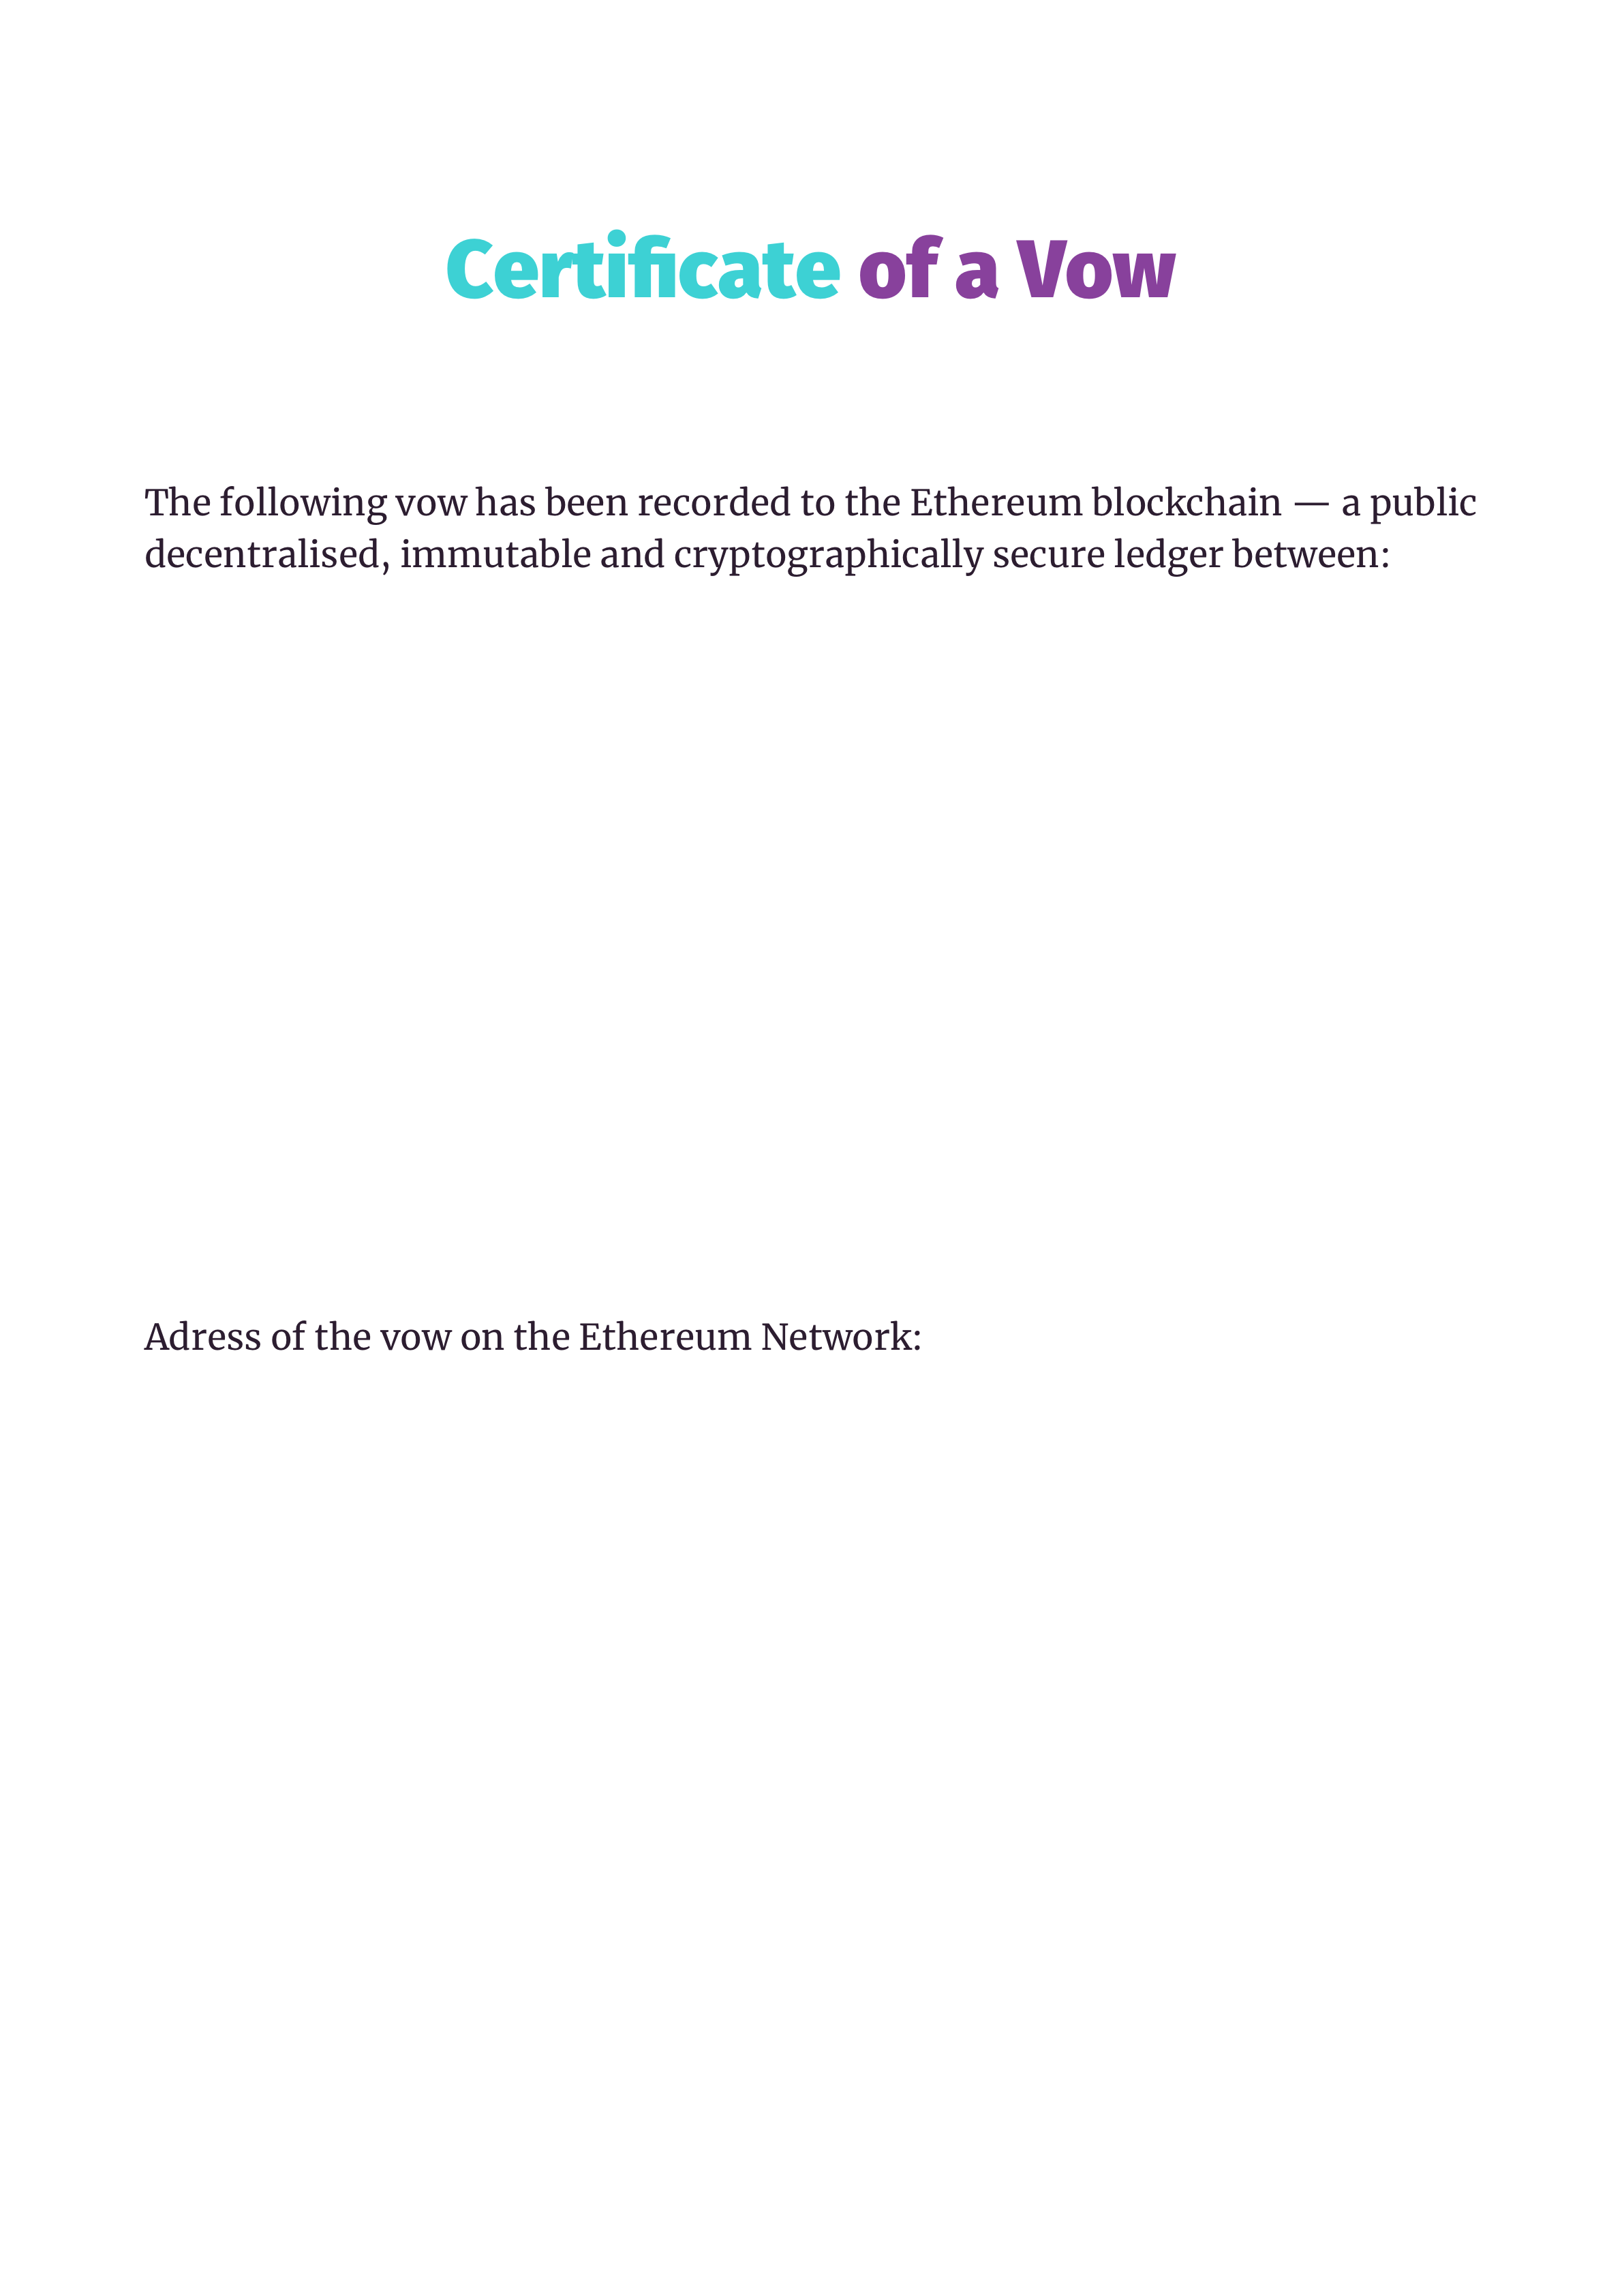 Certificate of a Vow
The following vow has been recorded to the Ethereum blockchain — a public
decentralised, immutable and cryptographically secure ledger between:
Adress of the vow on the Ethereum Network: